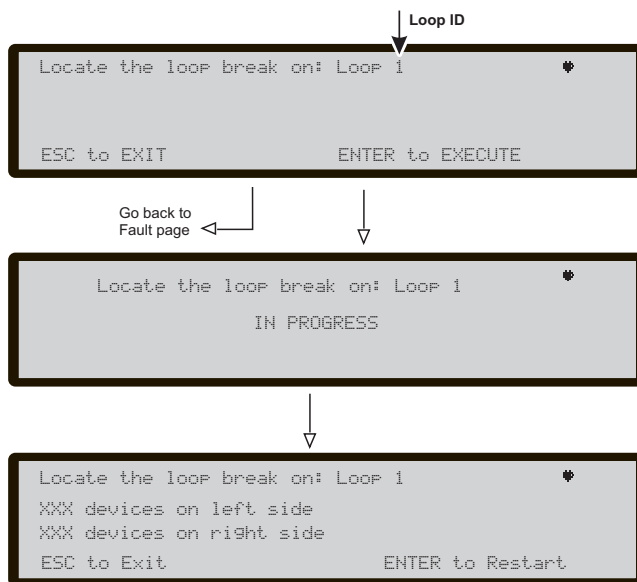 Loop ID
Locate the loop break on: Loop 1
ESC to EXIT ENTER to EXECUTE
Go back to
Fault page
Locate the loop break on: Loop 1
IN PROGRESS
Locate the loop break on: Loop 1
XXX devices on left side
XXX devices on right side
ESC to Exit ENTER to Restart